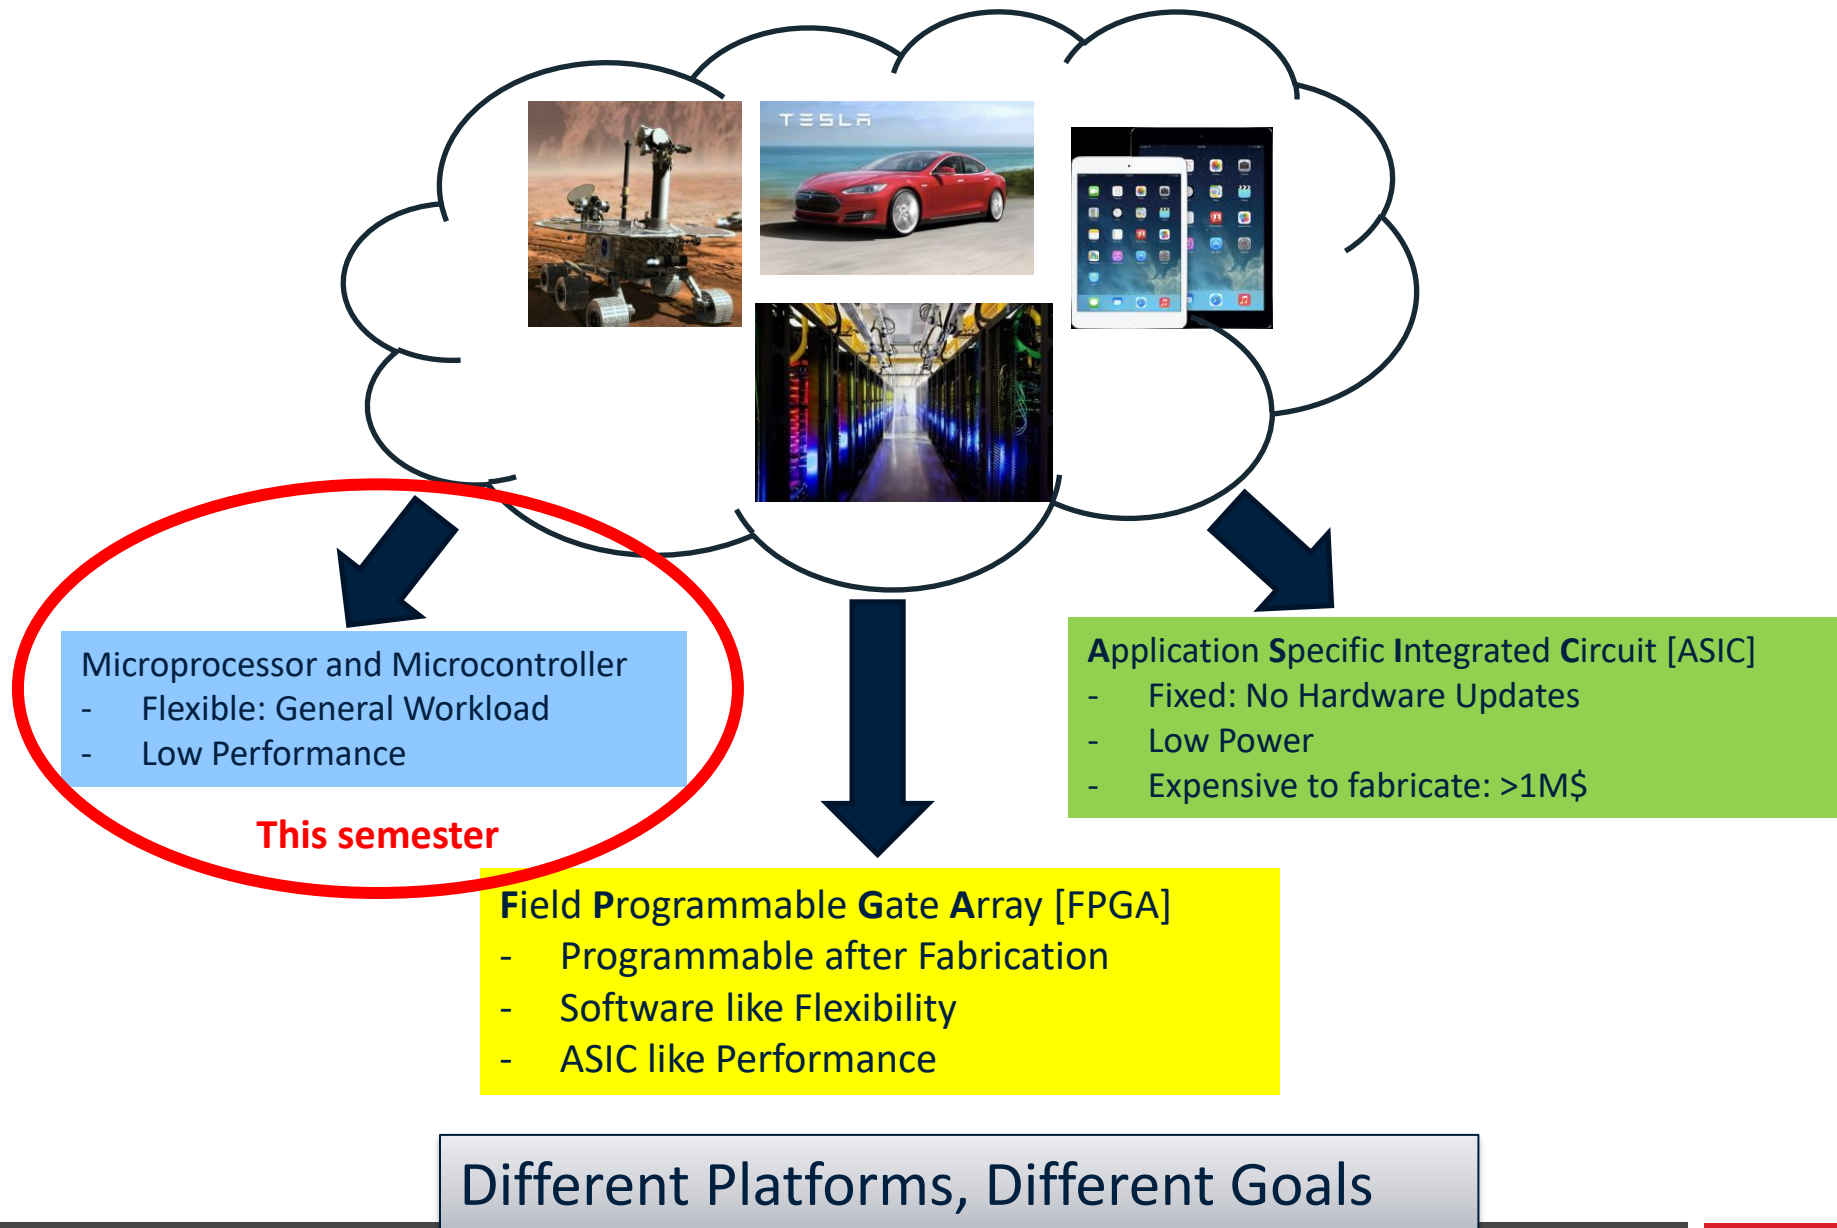 TESLA
Microprocessor and Microcontroller
- Flexible: General Workload
- Low Performance
This semester
Application Specific Integrated Circuit [ASIC]
- Fixed: No Hardware Updates
- Low Power
- Expensive to fabricate: >1M$
Field Programmable Gate Array [FPGA]
- Programmable after Fabrication
- Software like Flexibility
- ASIC like Performance
Different Platforms, Different Goals